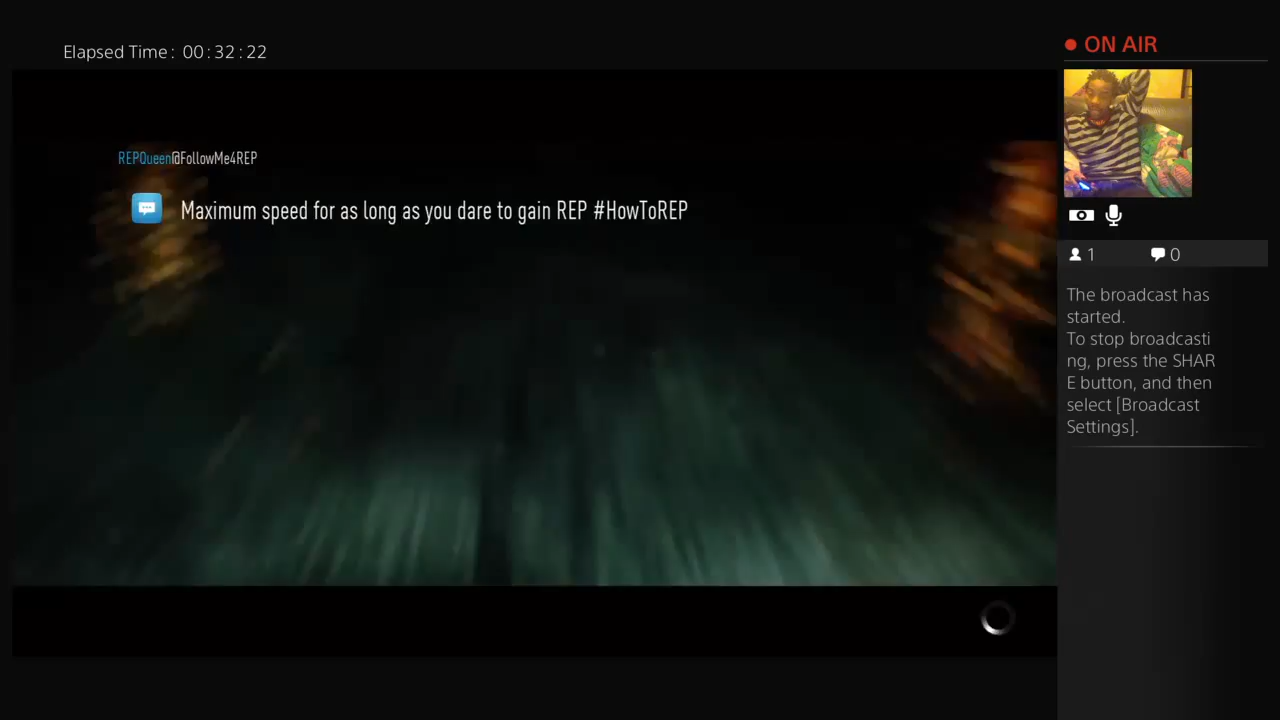 Elapsed Time: 00:32:22
ON AIR
REPQueen@FollowMe4REP
Maximum speed for as long as you dare to gain REP #HowToREP
1
0
The broadcast has
started.
To stop broadcasti
ng, press the SHAR
E button, and then
select [Broadcast
Settings].